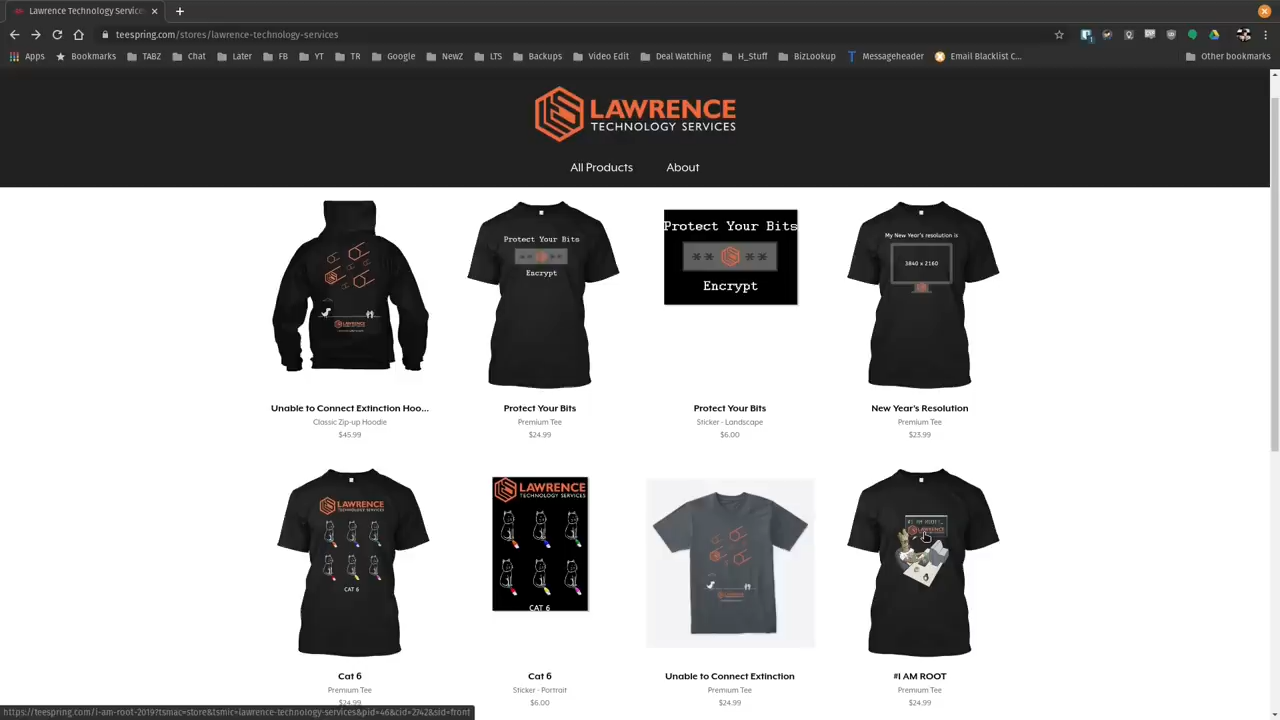 Lawrence Technology Services
teespring.com/stores/lawrence-technology-services
Apps Bookmarks TABZ Chat Later FB YT TR Google NewZ LTS Backups Video Edit Deal Watching H_Stuff BizLookup Messageheader Email Blacklist C... Other bookmarks
LAWRENCE
TECHNOLOGY SERVICES
All Products About
Protect Your Bits
Encrypt
Protect Your Bits
** **
Encrypt
My New Year's resolution is
3840 x 2160
Unable to Connect Extinction Hoo...
Classic Zip-up Hoodie
$45.99
Protect Your Bits
Premium Tee
$24.99
Protect Your Bits
Sticker - Landscape
$6.00
New Year's Resolution
Premium Tee
$23.99
LAWRENCE
TECHNOLOGY SERVICES
CAT 6
LAWRENCE
TECHNOLOGY SERVICES
CAT 6
#I AM ROOT!
LAWRENCE
Cat 6
Premium Tee
$24.99
Cat 6
Sticker - Portrait
$6.00
Unable to Connect Extinction
Premium Tee
$24.99
#I AM ROOT
Premium Tee
$24.99
https://teespring.com/i-am-root-2019?tsmac=store&tsmic=lawrence-technology-services&pid=46&cid=2742&sid=front